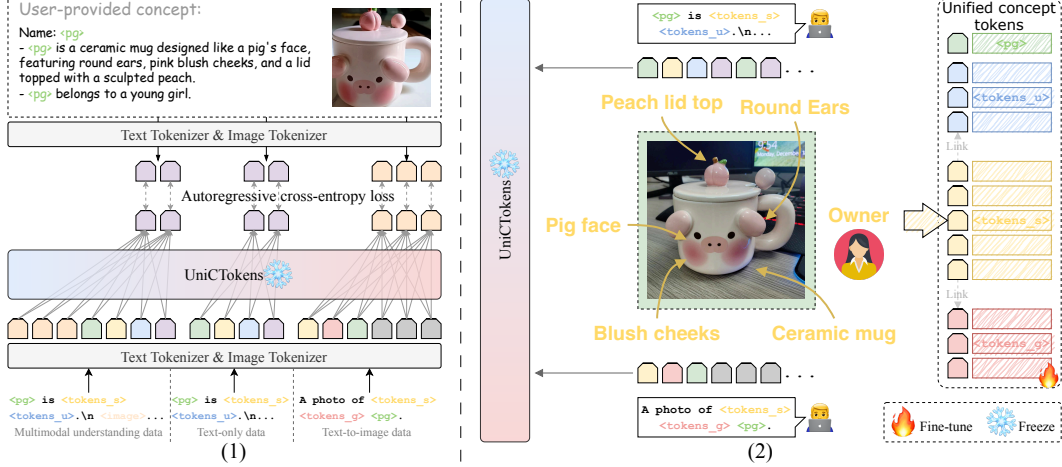 User-provided concept:
Name: <pg>
- <pg> is a ceramic mug designed like a pig's face,
featuring round ears, pink blush cheeks, and a lid
topped with a sculpted peach.
- <pg> belongs to a young girl.
Text Tokenizer & Image Tokenizer
Autoregressive cross-entropy loss
UniCTokens
Text Tokenizer & Image Tokenizer
<pg> is <tokens_s>
<tokens_u>.\n <image>...
Multimodal understanding data
<pg> is <tokens_s>
<tokens_u>.\n...
Text-only data
A photo of <tokens_s>
<tokens_g> <pg>.
Text-to-image data
(1)
UniCTokens
<pg> is <tokens_s>
<tokens_u>.\n...
...
Peach lid top
Round Ears
Pig face
Owner
Blush cheeks
Ceramic mug
...
A photo of <tokens_s>
<tokens_g> <pg>.
(2)
Unified concept
tokens
<pg>
<tokens_u>
Link
<tokens_s>
Link
<tokens_g>
Fine-tune
Freeze